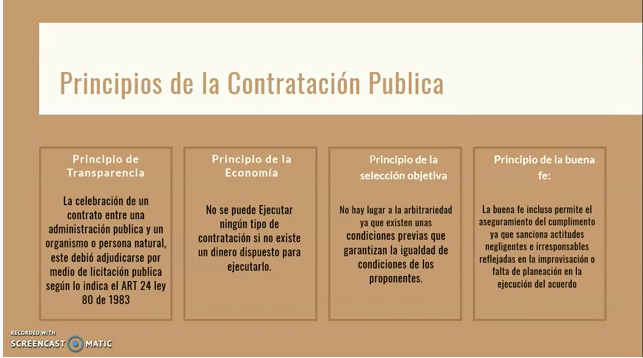 Principios de la Contratación Publica
Principio de
Transparencia
La celebración de un
contrato entre una
administración publica y un
organismo o persona natural,
este debió adjudicarse por
medio de licitación publica
según lo indica el ART 24 ley
80 de 1983
Principio de la
Economía
No se puede Ejecutar
ningún tipo de
contratación si no existe
un dinero dispuesto para
ejecutarlo.
Principio de la
selección objetiva
No hay lugar a la arbitrariedad
ya que existen unas
condiciones previas que
garantizan la igualdad de
condiciones de los
proponentes.
Principio de la buena
fe:
La buena fe incluso permite el
aseguramiento del cumplimiento
ya que sanciona actitudes
negligentes e irresponsables
reflejadas en la improvisación o
falta de planeación en la
ejecución del acuerdo
RECORDED WITH
SCREENCAST MATIC